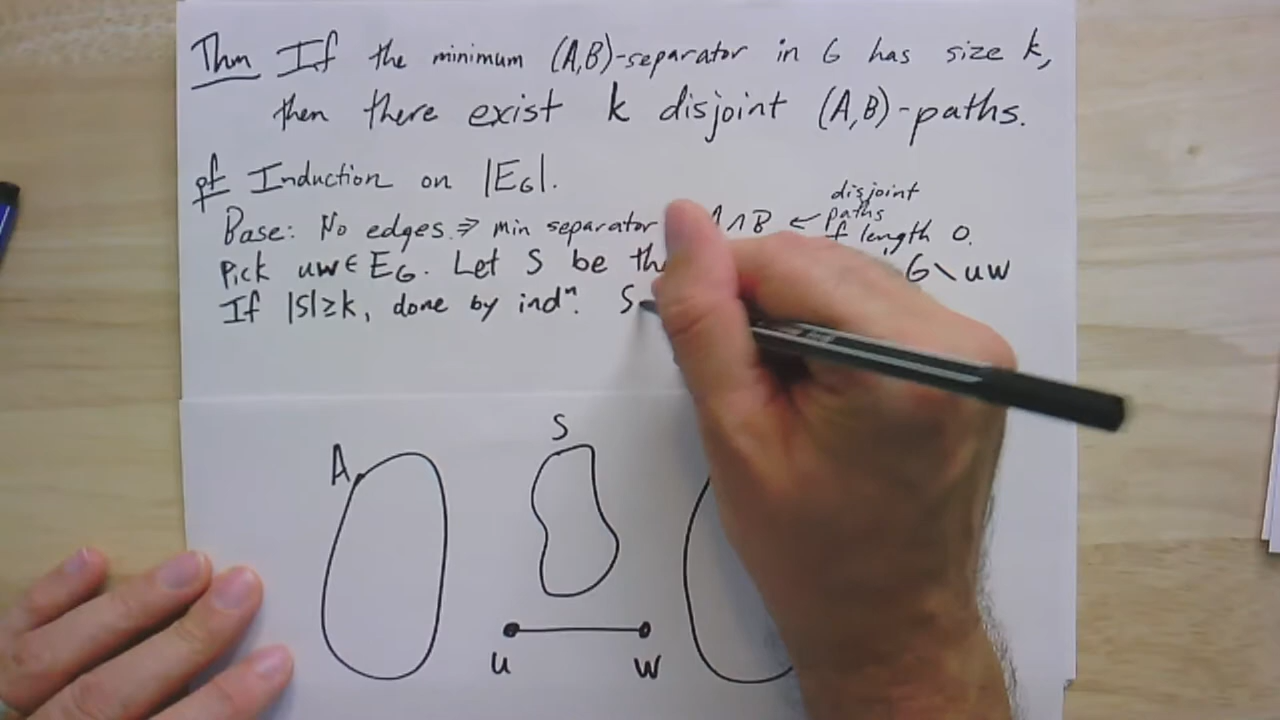 Thm If the minimum (A,B)-separator in G has size k,
then there exist k disjoint (A,B)-paths.
pf Induction on |E_G|.
Base: No edges ⇒ min separator A∩B ← disjoint paths of length 0.
Pick uw∈E_G. Let S be G\uw
If |S|≥k, done by indⁿ. S
S
A
u w